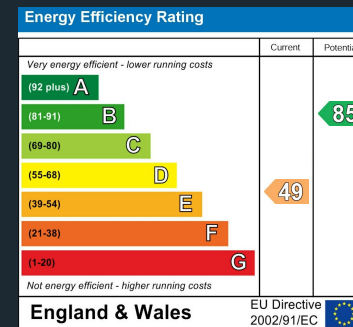 Energy Efficiency Rating
Current Potentia
Very energy efficient - lower running costs
(92 plus) A
(81-91) B
85
(69-80) C
(55-68) D
49
(39-54) E
(21-38) F
(1-20) G
Not energy efficient - higher running costs
England & Wales
EU Directive
2002/91/EC